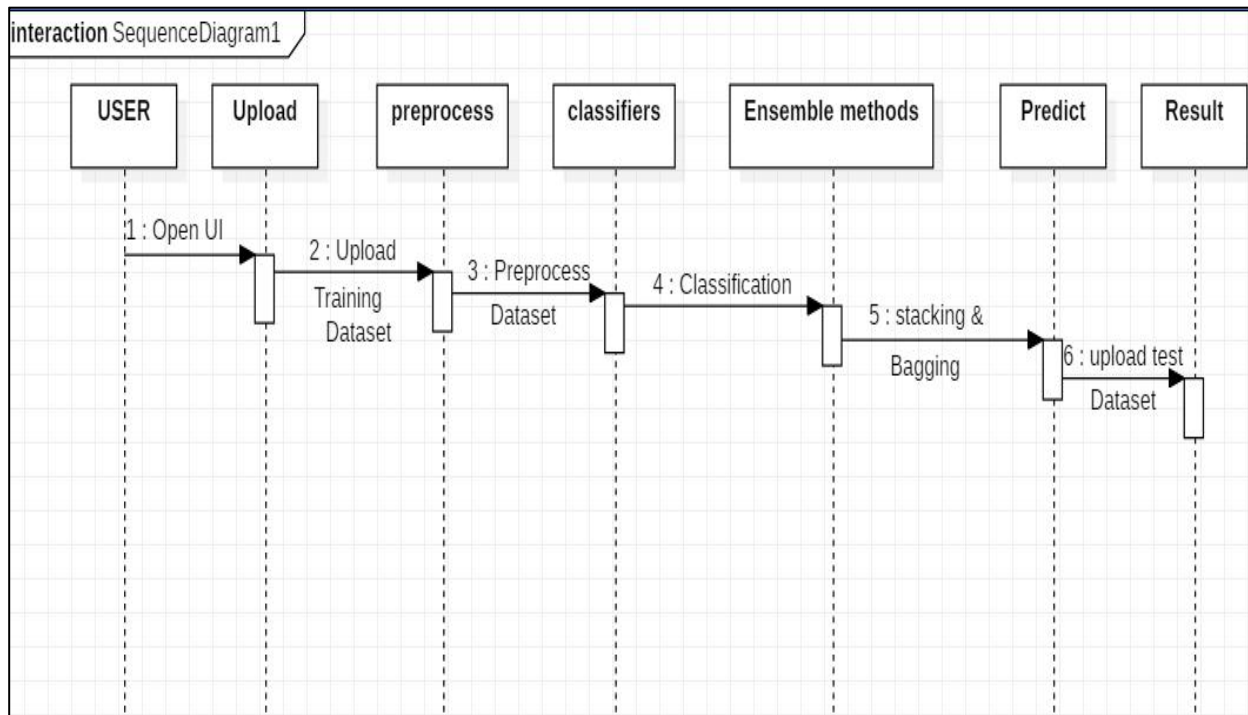 interaction SequenceDiagram1
USER
Upload
preprocess
classifiers
Ensemble methods
Predict
Result
1 : Open UI
2 : Upload
Training
Dataset
3 : Preprocess
Dataset
4 : Classification
5 : stacking &
Bagging
6 : upload test
Dataset